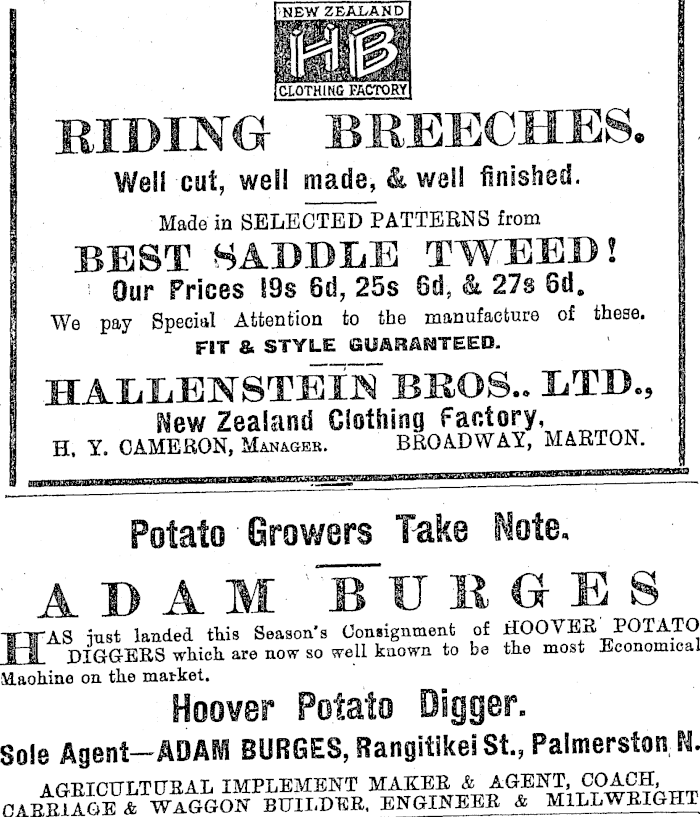 NEW ZEALAND
HB
CLOTHING FACTORY
RIDING BREECHES.
Well cut, well made, & well finished.
Made in SELECTED PATTERNS from
BEST SADDLE TWEED!
Our Prices 19s 6d, 25s 6d, & 27s 6d.
We pay Special Attention to the manufacture of these.
FIT & STYLE GUARANTEED.
HALLENSTEIN BROS.. LTD.,
New Zealand Clothing Factory,
H. Y. CAMERON, MANAGER. BROADWAY, MARTON.
Potato Growers Take Note.
ADAM BURGES
HAS just landed this Season's Consignment of HOOVER POTATO
DIGGERS which are now so well known to be the most Economical
Machine on the market.
Hoover Potato Digger.
Sole Agent—ADAM BURGES, Rangitikei St., Palmerston N.
AGRICULTURAL IMPLEMENT MAKER & AGENT, COACH,
CARRIAGE & WAGGON BUILDER, ENGINEER & MILLWRIGHT